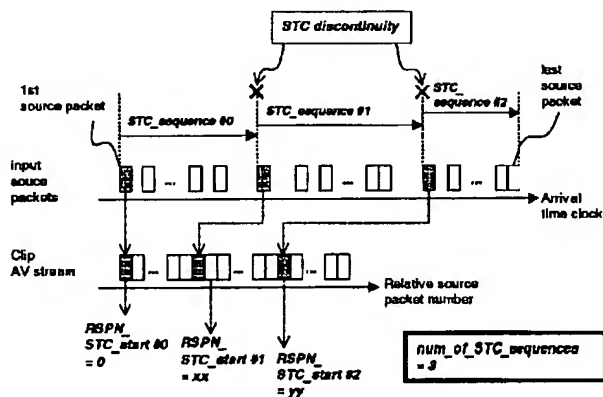 STC discontinuity
1st
source packet
STC_sequence #0
STC_sequence #1
STC_
sequence #2
last
source
packet
input
souce
packets
...
...
...
Arrival
time clock
Clip
AV stream
...
...
...
Relative source
packet number
RSPN_
STC_start #0
= 0
RSPN_
STC_start #1
= xx
RSPN_
STC_start #2
= yy
num_of_STC_sequences
= 3